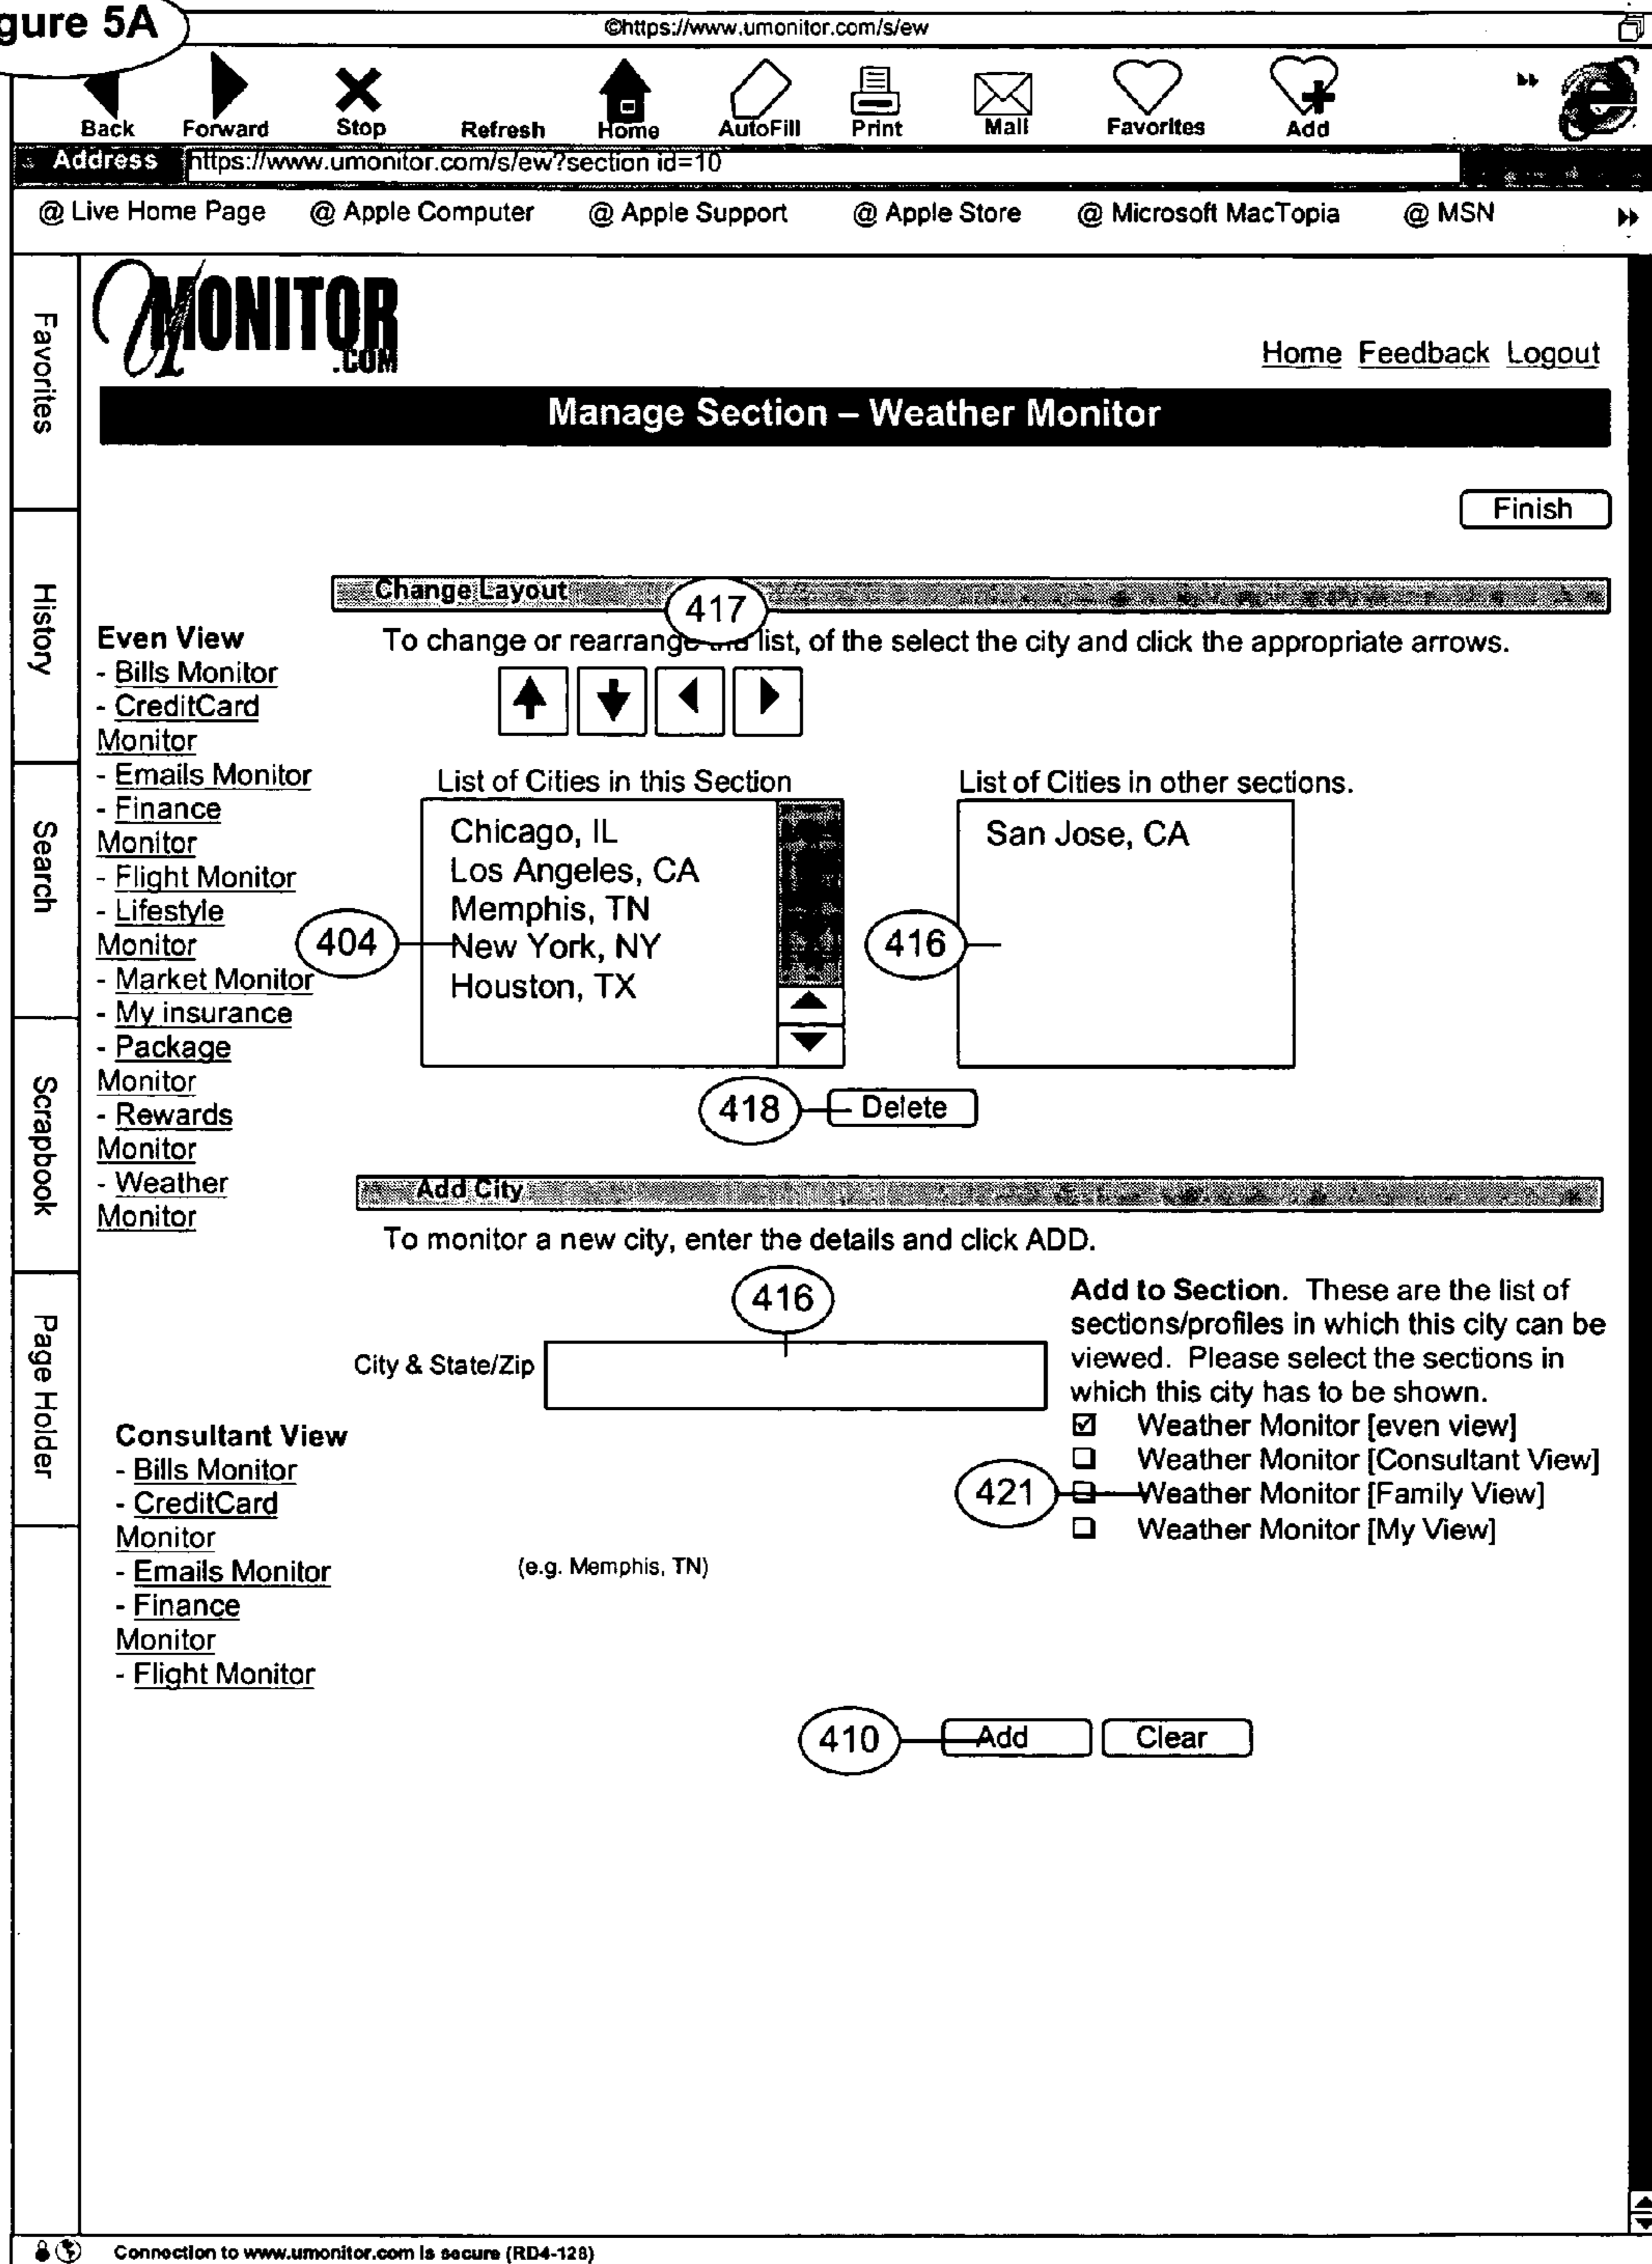 gure 5A
©https://www.umonitor.com/s/ew
Back Forward Stop Refresh Home AutoFill Print Mail Favorites Add
Address https://www.umonitor.com/s/ew?section id=10
@ Live Home Page @ Apple Computer @ Apple Support @ Apple Store @ Microsoft MacTopia @ MSN
Favorites
History
Search
Scrapbook
Page Holder
UMONITOR
.COM
Home Feedback Logout
Manage Section – Weather Monitor
Finish
Change Layout
417
To change or rearrange list, of the select the city and click the appropriate arrows.
Even View
- Bills Monitor
- CreditCard
Monitor
- Emails Monitor
- Finance
Monitor
- Flight Monitor
- Lifestyle
Monitor
- Market Monitor
- My insurance
- Package
Monitor
- Rewards
Monitor
- Weather
Monitor
List of Cities in this Section
Chicago, IL
Los Angeles, CA
Memphis, TN
New York, NY
Houston, TX
404
List of Cities in other sections.
San Jose, CA
416
418
Delete
Add City
To monitor a new city, enter the details and click ADD.
416
City & State/Zip
Add to Section. These are the list of
sections/profiles in which this city can be
viewed. Please select the sections in
which this city has to be shown.
☑ Weather Monitor [even view]
☐ Weather Monitor [Consultant View]
☐ Weather Monitor [Family View]
☐ Weather Monitor [My View]
421
Consultant View
- Bills Monitor
- CreditCard
Monitor
- Emails Monitor
- Finance
Monitor
- Flight Monitor
(e.g. Memphis, TN)
410
Add Clear
Connection to www.umonitor.com is secure (RD4-128)